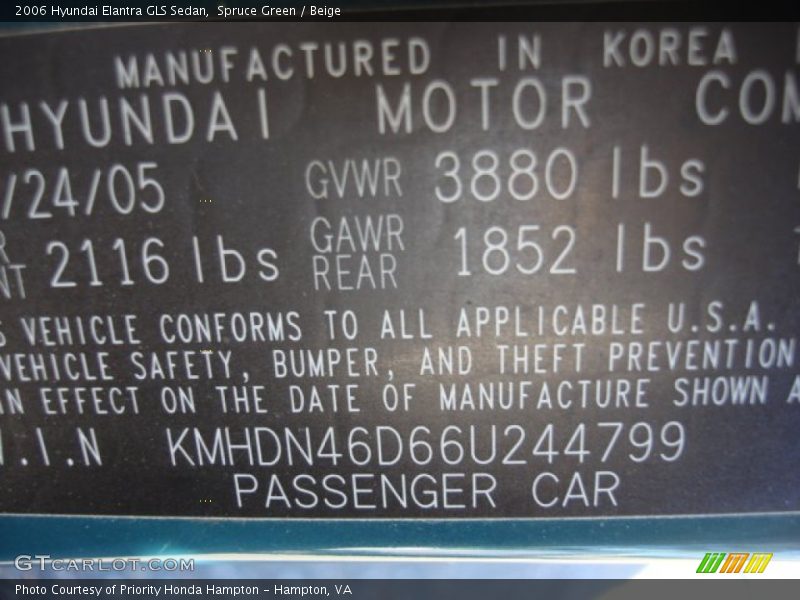 2006 Hyundai Elantra GLS Sedan, Spruce Green / Beige
MANUFACTURED IN KOREA
HYUNDAI MOTOR COM
/24/05 GVWR 3880 lbs
NT 2116 lbs GAWR REAR 1852 lbs
S VEHICLE CONFORMS TO ALL APPLICABLE U.S.A.
VEHICLE SAFETY, BUMPER, AND THEFT PREVENTION
IN EFFECT ON THE DATE OF MANUFACTURE SHOWN A
.I.N KMHDN46D66U244799
PASSENGER CAR
GTCARLOT.COM
Photo Courtesy of Priority Honda Hampton - Hampton, VA